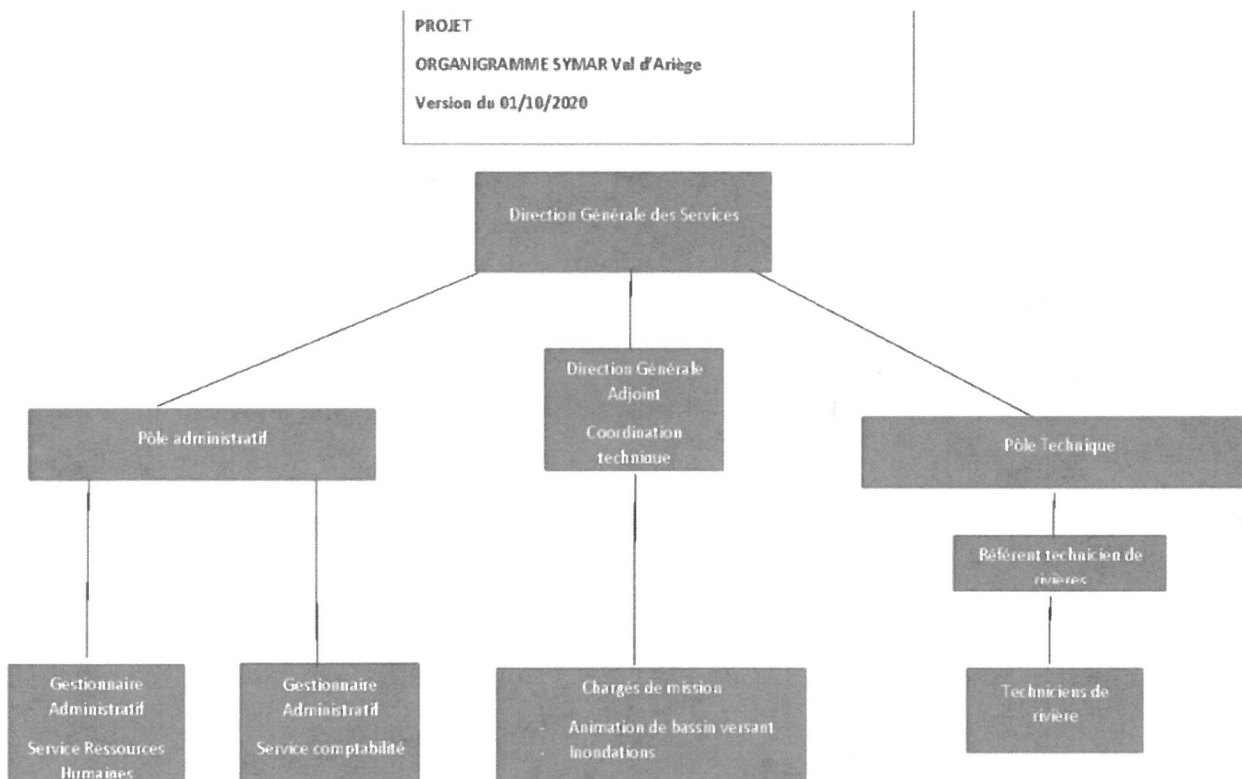 PROJET
ORGANIGRAMME SYMAR Val d'Ariège
Version du 01/10/2020
Direction Générale des Services
Direction Générale
Adjoint
Coordination
technique
Pôle administratif
Pôle Technique
Référent technicien de
rivières
Gestionnaire
Administratif
Service Ressources
Humaines
Gestionnaire
Administratif
Service comptabilité
Chargés de mission
- Animation de bassin versant
- Inondations
Techniciens de
rivière